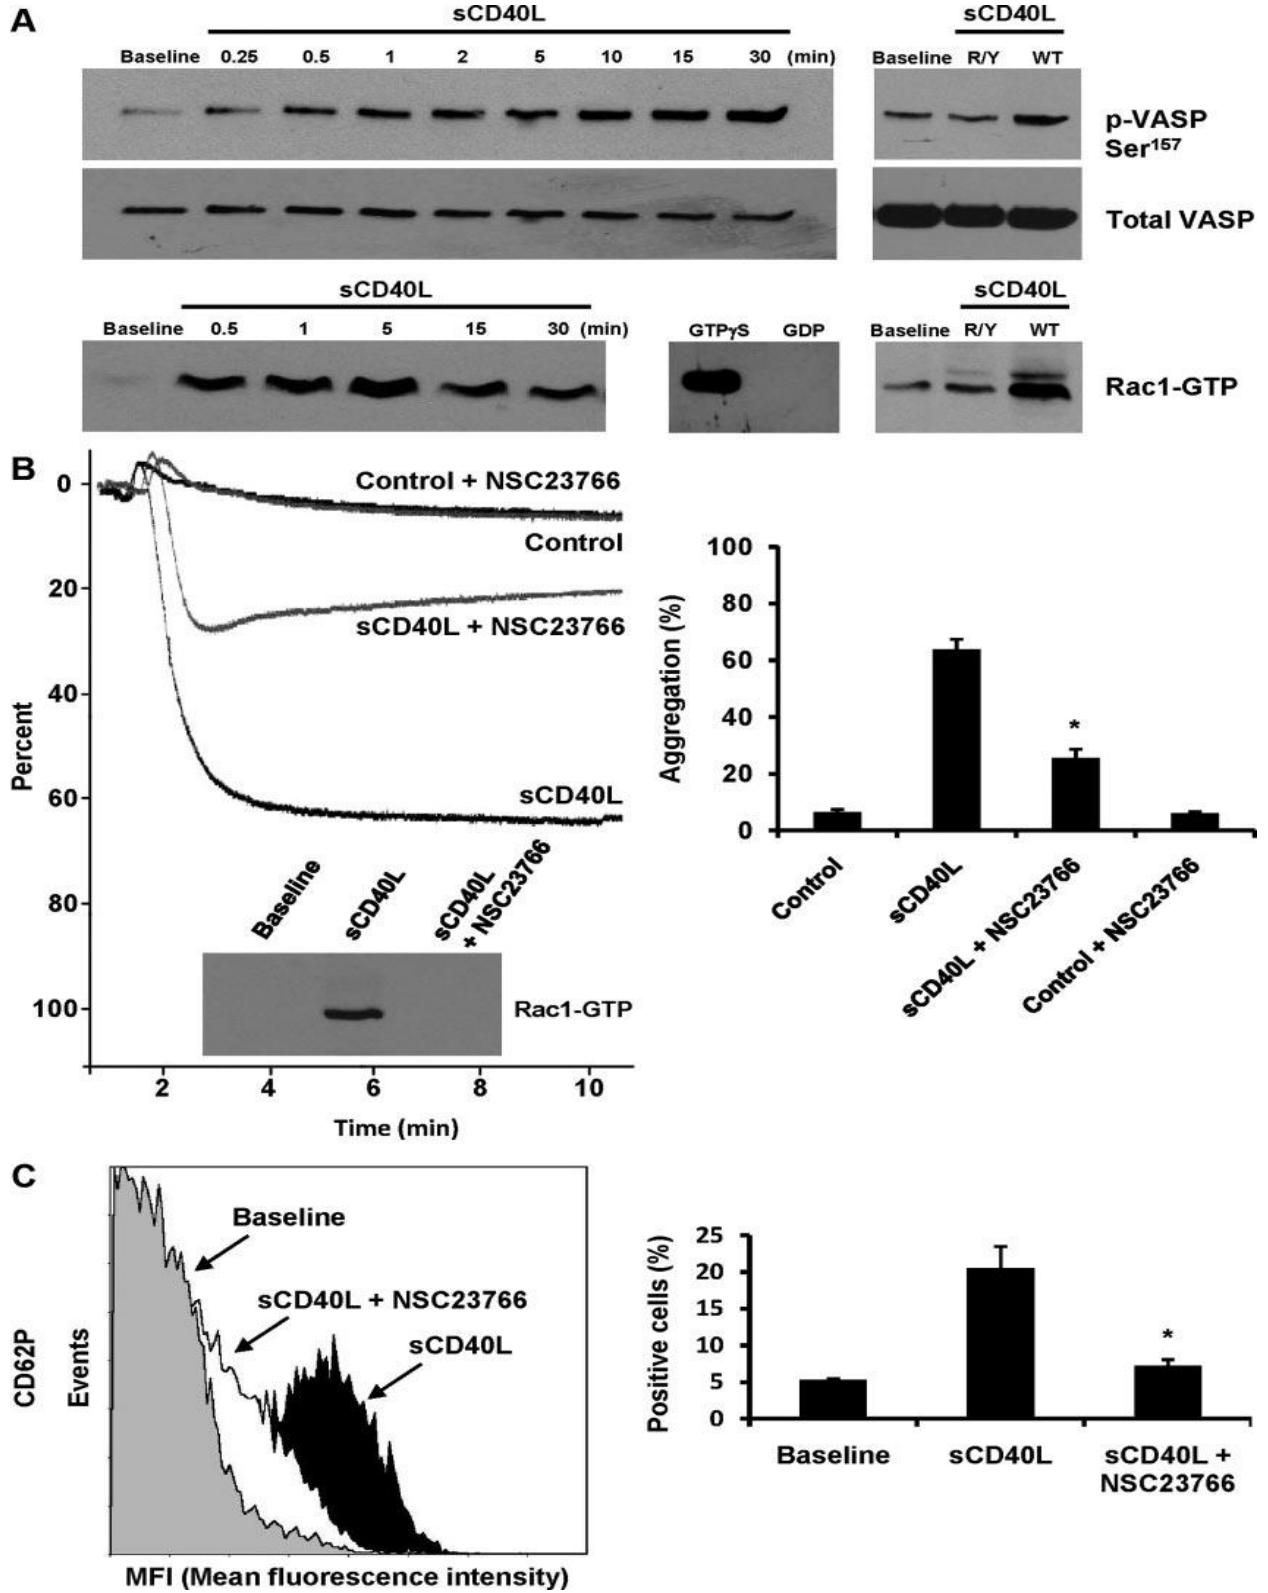 A
sCD40L
Baseline 0.25 0.5 1 2 5 10 15 30 (min)
sCD40L
Baseline R/Y WT
p-VASP
Ser157
Total VASP
sCD40L
Baseline 0.5 1 5 15 30 (min)
GTPγS GDP
sCD40L
Baseline R/Y WT
Rac1-GTP
B
0
20
40
60
80
100
Percent
Control + NSC23766
Control
sCD40L + NSC23766
sCD40L
Baseline
sCD40L
sCD40L
+ NSC23766
Rac1-GTP
2 4 6 8 10
Time (min)
Aggregation (%)
100
80
60
40
20
0
Control
sCD40L
sCD40L + NSC23766
Control + NSC23766
*
C
CD62P
Events
Baseline
sCD40L + NSC23766
sCD40L
MFI (Mean fluorescence intensity)
Positive cells (%)
25
20
15
10
5
0
*
Baseline sCD40L sCD40L +
NSC23766